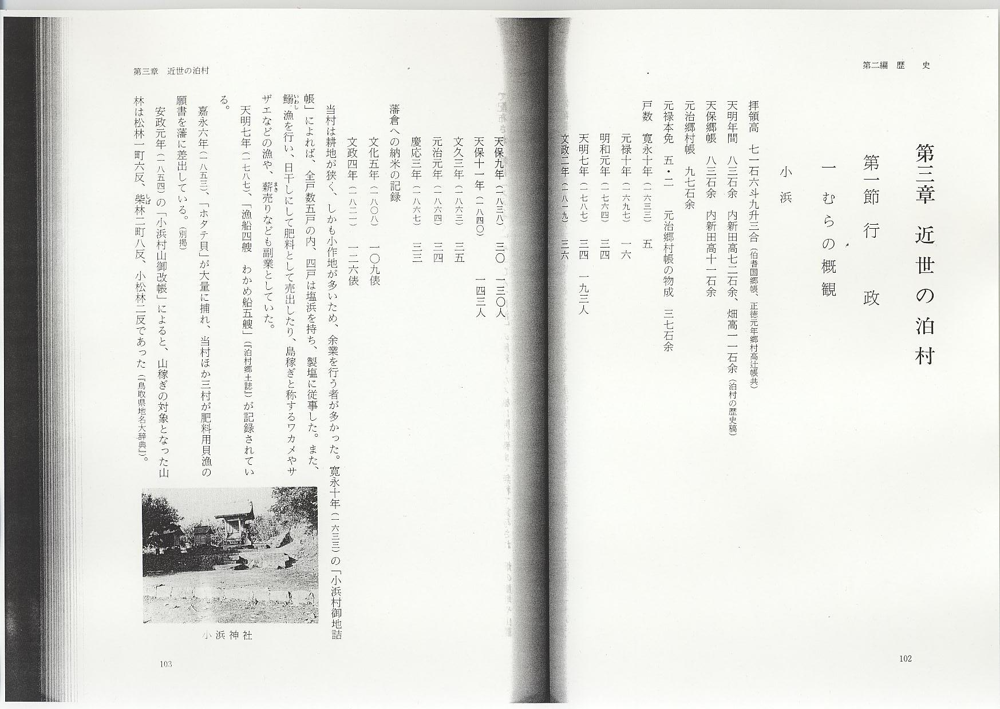 第二編　歴　　史
第三章　近世の泊村
第一節　行　　政
一　むらの概観
小　浜
拝領高　七一石六斗九升三合（伯耆国郷帳、正徳元年郷村高辻帳共）
天明年間　八三石余　内新田高七二石余、畑高一一石余（泊村の歴史稿）
天保郷帳　八三石余　内新田高十一石余
元治郷村帳　九七石余
元禄本免　五・二　　元治郷村帳の物成　三七石余
戸数　寛永十年（一六三三）　五
元禄十年（一六九七）　一六
明和元年（一七六四）　三四
天明七年（一七八七）　三四　一九三人
文政二年（一八一九）　三六
102
天保九年（一八三八）　三〇　一三〇人
天保十一年（一八四〇）　　　一四三人
文久三年（一八六三）　三五
元治元年（一八六四）　三四
慶応三年（一八六七）　三三
藩倉への納米の記録
文化五年（一八〇八）　一〇九俵
文政四年（一八二一）　一二六俵
当村は耕地が狭く、しかも小作地が多いため、余業を行う者が多かった。寛永十年（一六三三）の「小浜村御地詰
帳」によれば、全戸数五戸の内、四戸は塩浜を持ち、製塩に従事した。また、
鰯いわし漁を行い、日干しにして肥料として売出したり、島稼ぎと称するワカメやサ
ザエなどの漁や、薪まき売りなども副業としていた。
天明七年（一七八七）、「漁船四艘　わかめ船五艘」（『泊村郷土誌』）が記録されてい
る。
嘉永六年（一八五三）、「ホタテ貝」が大量に捕れ、当村ほか三村が肥料用貝漁の
願書を藩に差出している。（別掲）
安政元年（一八五四）の「小浜村山御改帳」によると、山稼ぎの対象となった山
林は松林一町六反、柴しば林二町八反、小松林二反であった（『鳥取県地名大辞典』）。
小浜神社
第三章　近世の泊村
103